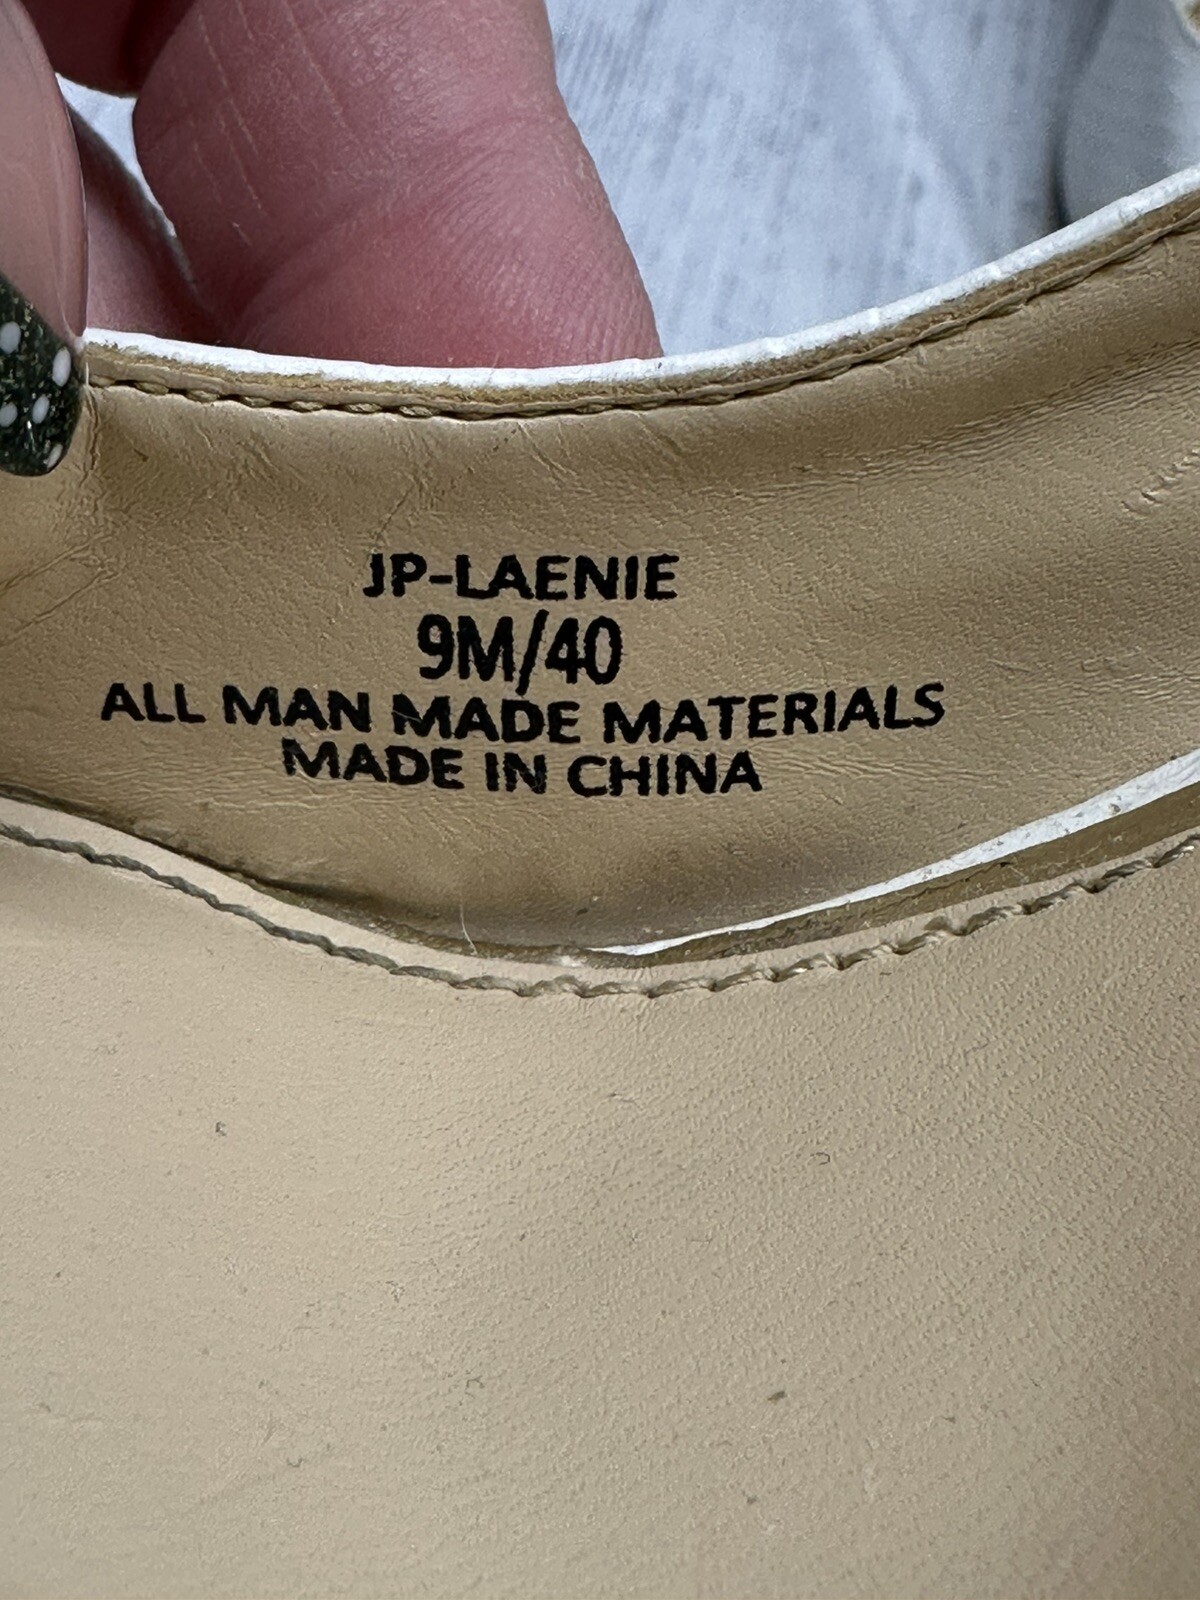 JP-LAENIE
9M/40
ALL MAN MADE MATERIALS
MADE IN CHINA